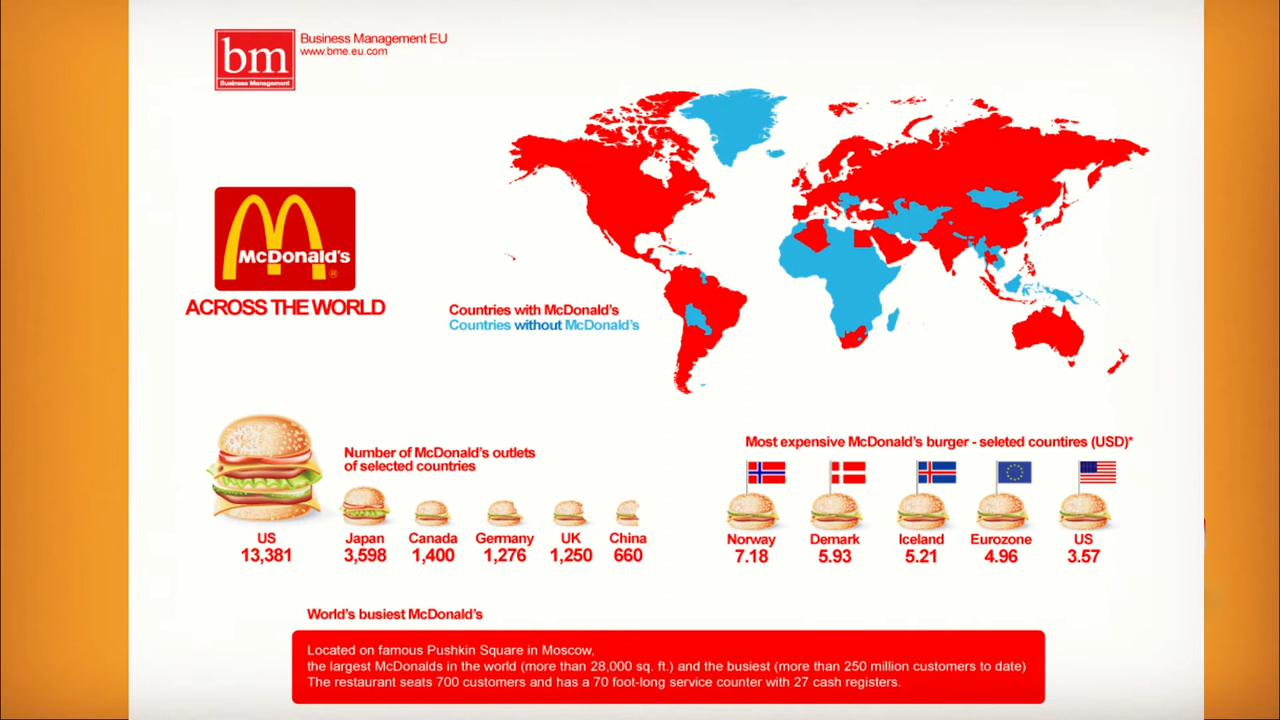 bm
Business Management
Business Management EU
www.bme.eu.com
McDonald's
®
ACROSS THE WORLD
Countries with McDonald's
Countries without McDonald's
Number of McDonald's outlets
of selected countries
US
13,381
Japan
3,598
Canada
1,400
Germany
1,276
UK
1,250
China
660
Most expensive McDonald's burger - seleted countires (USD)*
Norway
7.18
Demark
5.93
Iceland
5.21
Eurozone
4.96
US
3.57
World's busiest McDonald's
Located on famous Pushkin Square in Moscow,
the largest McDonalds in the world (more than 28,000 sq. ft.) and the busiest (more than 250 million customers to date)
The restaurant seats 700 customers and has a 70 foot-long service counter with 27 cash registers.